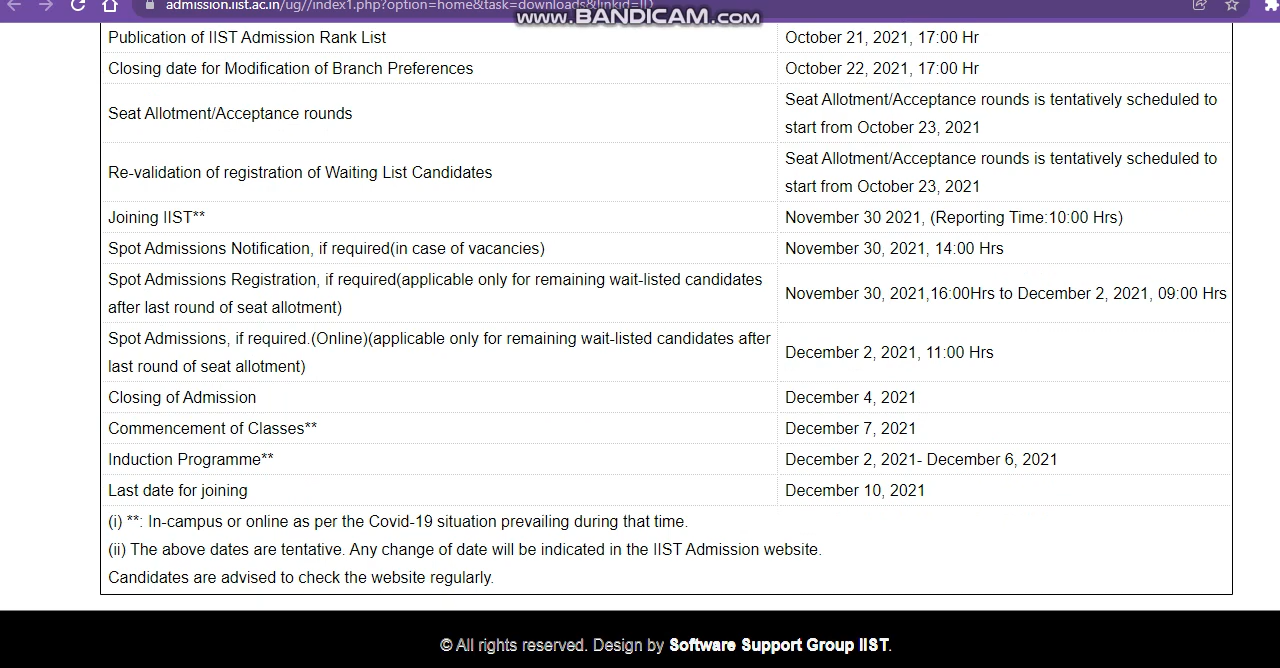 admission.iist.ac.in/ug//index1.php?option=home&task=downloads&linkid=
www.BANDICAM.com
Publication of IIST Admission Rank List
October 21, 2021, 17:00 Hr
Closing date for Modification of Branch Preferences
October 22, 2021, 17:00 Hr
Seat Allotment/Acceptance rounds
Seat Allotment/Acceptance rounds is tentatively scheduled to
start from October 23, 2021
Re-validation of registration of Waiting List Candidates
Seat Allotment/Acceptance rounds is tentatively scheduled to
start from October 23, 2021
Joining IIST**
November 30 2021, (Reporting Time:10:00 Hrs)
Spot Admissions Notification, if required(in case of vacancies)
November 30, 2021, 14:00 Hrs
Spot Admissions Registration, if required(applicable only for remaining wait-listed candidates
after last round of seat allotment)
November 30, 2021,16:00Hrs to December 2, 2021, 09:00 Hrs
Spot Admissions, if required.(Online)(applicable only for remaining wait-listed candidates after
last round of seat allotment)
December 2, 2021, 11:00 Hrs
Closing of Admission
December 4, 2021
Commencement of Classes**
December 7, 2021
Induction Programme**
December 2, 2021- December 6, 2021
Last date for joining
December 10, 2021
(i) **: In-campus or online as per the Covid-19 situation prevailing during that time.
(ii) The above dates are tentative. Any change of date will be indicated in the IIST Admission website.
Candidates are advised to check the website regularly.
© All rights reserved. Design by Software Support Group IIST.